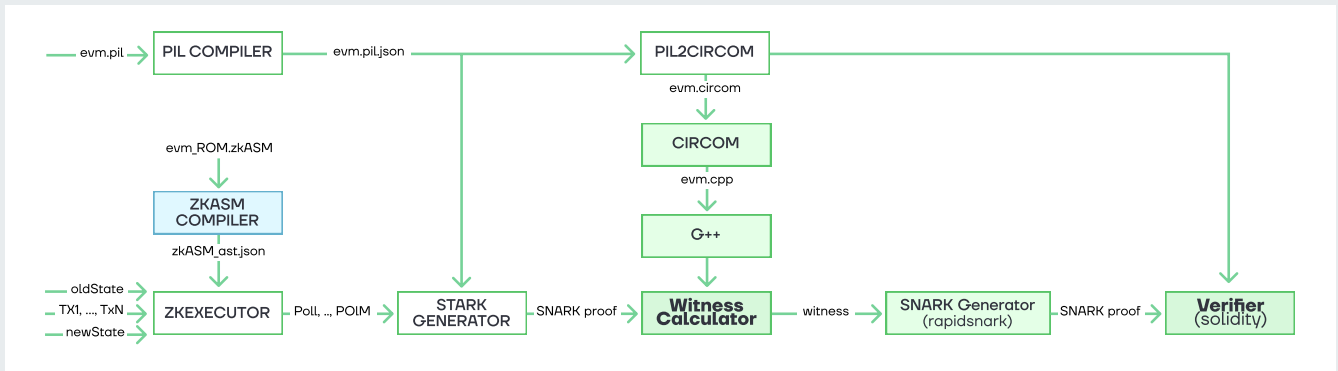 evm.pil
PIL COMPILER
evm.pil.json
PIL2CIRCOM
evm.circom
CIRCOM
evm.cpp
G++
evm_ROM.zkASM
ZKASM
COMPILER
zkASM_ast.json
oldState
TX1, ..., TxN
newState
ZKEXECUTOR
Poll, .., POlM
STARK
GENERATOR
SNARK proof
Witness
Calculator
witness
SNARK Generator
(rapidsnark)
SNARK proof
Verifier
(solidity)